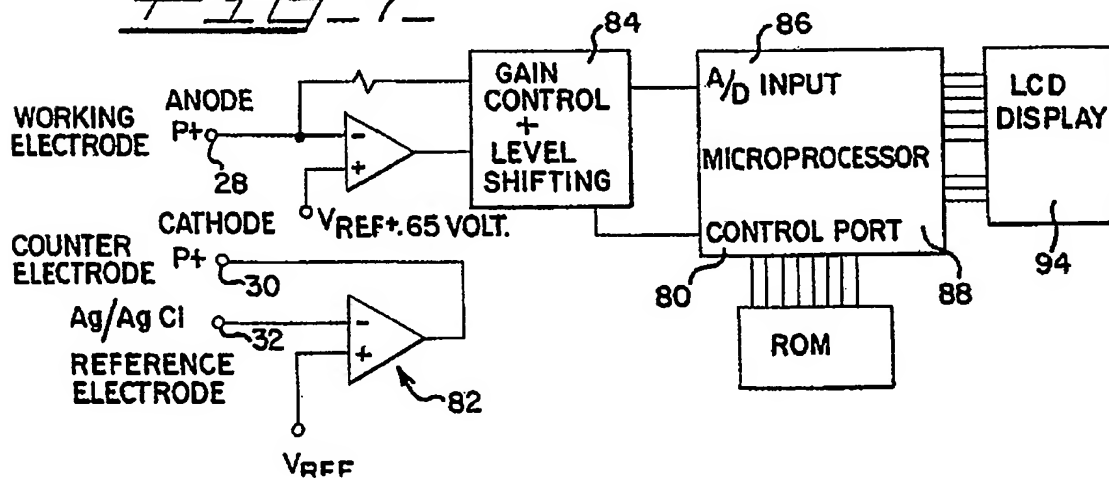 84
86
GAIN
CONTROL
+
LEVEL
SHIFTING
A/D INPUT
MICROPROCESSOR
CONTROL PORT
LCD
DISPLAY
ANODE
WORKING
ELECTRODE
P+
28
-
+
VREF+.65 VOLT.
CATHODE
COUNTER
ELECTRODE
P+
30
Ag/Ag Cl
32
REFERENCE
ELECTRODE
-
+
82
VREF
80
88
94
ROM